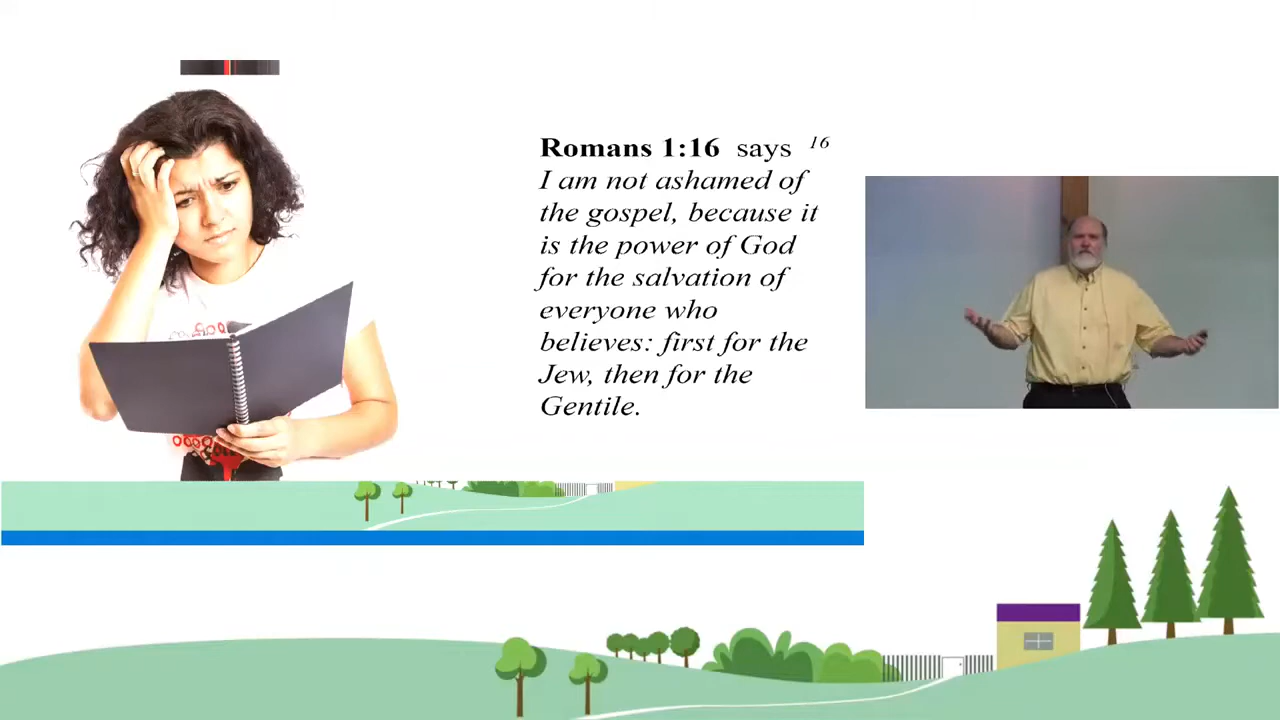 Romans 1:16 says 16
I am not ashamed of
the gospel, because it
is the power of God
for the salvation of
everyone who
believes: first for the
Jew, then for the
Gentile.